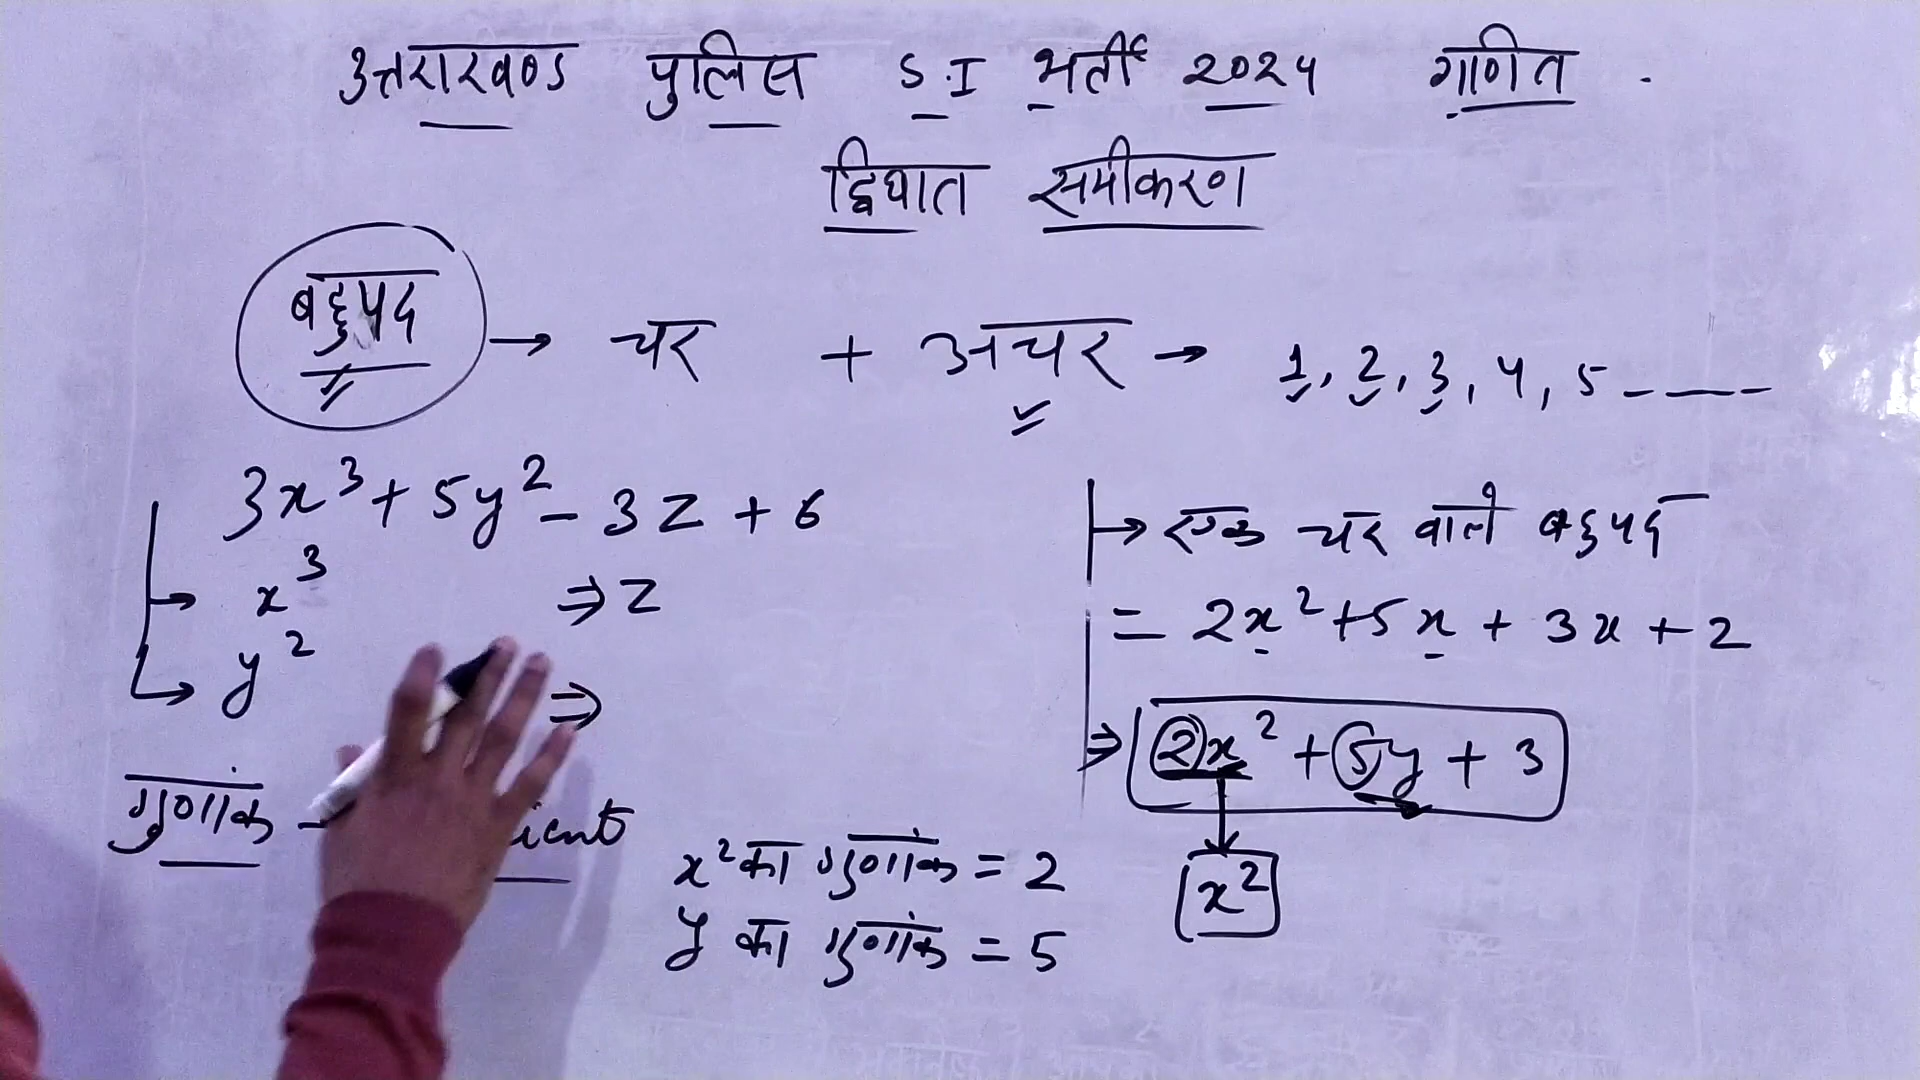 उत्तराखण्ड पुलिस S.I भर्ती 2024 गणित
द्विघात समीकरण
बहुपद → चर + अचर → 1, 2, 3, 4, 5 -----
3x³ + 5y² - 3z + 6
→ x³ ⇒ z
→ y² ⇒
→ एक चर वाले बहुपद
= 2x² + 5x + 3x + 2
⇒ 2x² + 5y + 3
x²
गुणांक -
x² का गुणांक = 2
y का गुणांक = 5